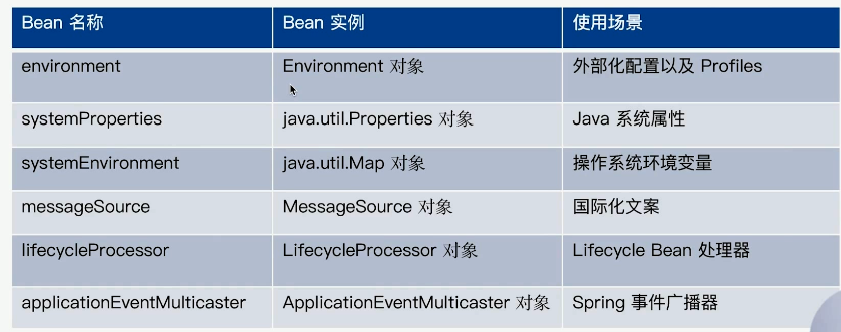 Bean 名称 Bean 实例 使用场景
environment Environment 对象 外部化配置以及 Profiles
systemProperties java.util.Properties 对象 Java 系统属性
systemEnvironment java.util.Map 对象 操作系统环境变量
messageSource MessageSource 对象 国际化文案
lifecycleProcessor LifecycleProcessor 对象 Lifecycle Bean 处理器
applicationEventMulticaster ApplicationEventMulticaster 对象 Spring 事件广播器